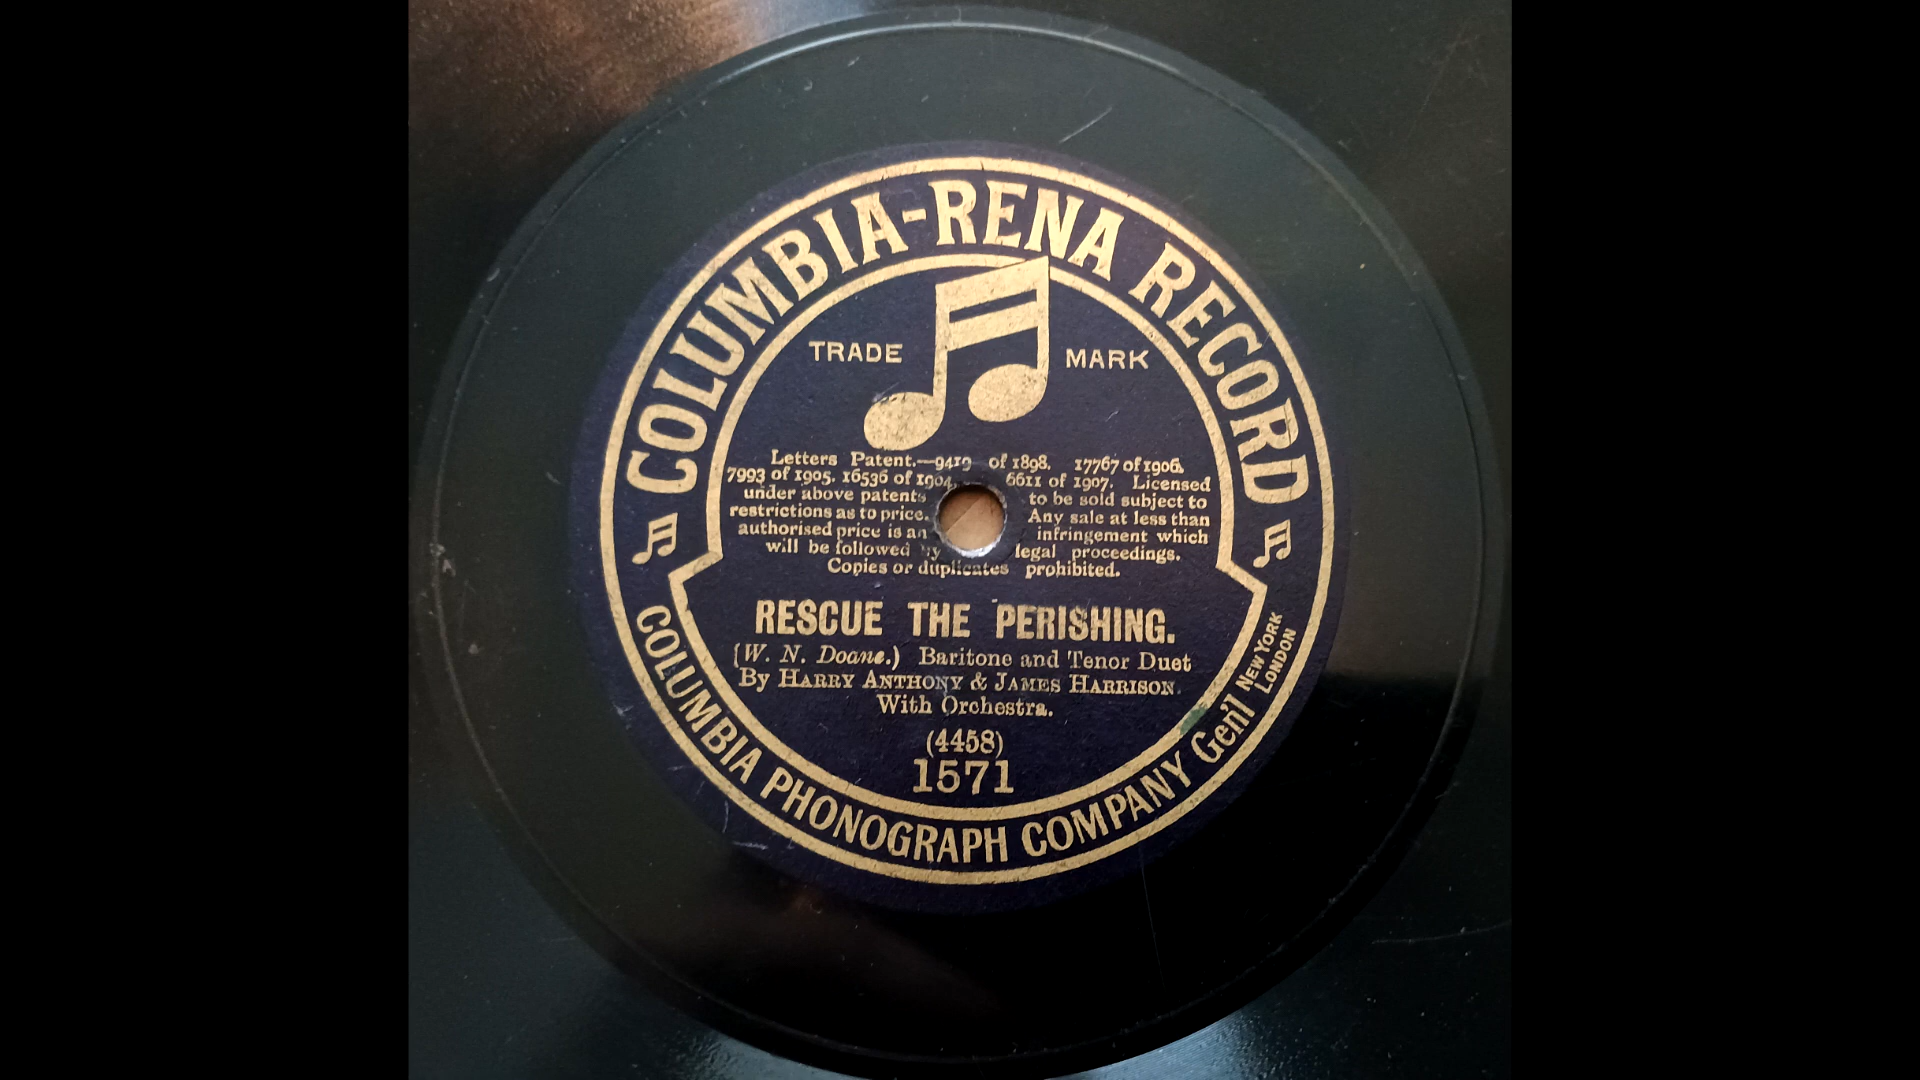 COLUMBIA-RENA RECORD
TRADE MARK
Letters Patent.—9419 of 1898. 17767 of 1906.
7993 of 1905. 16536 of 1904. 6611 of 1907. Licensed
under above patents to be sold subject to
restrictions as to price. Any sale at less than
authorised price is an infringement which
will be followed by legal proceedings.
Copies or duplicates prohibited.
RESCUE THE PERISHING.
(W. N. Doane.) Baritone and Tenor Duet
By HARRY ANTHONY & JAMES HARRISON.
With Orchestra.
(4458)
1571
COLUMBIA PHONOGRAPH COMPANY Gen'l NEW YORK
LONDON